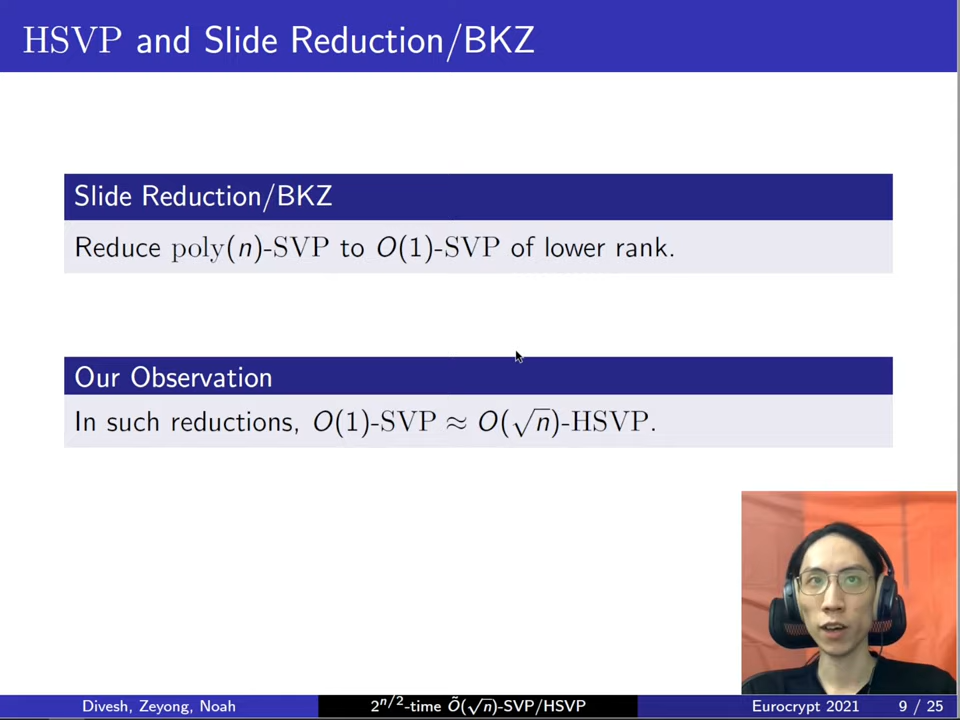 HSVP and Slide Reduction/BKZ
Slide Reduction/BKZ
Reduce poly(n)-SVP to O(1)-SVP of lower rank.
Our Observation
In such reductions, O(1)-SVP ≈ O(√n)-HSVP.
Divesh, Zeyong, Noah
2^{n/2}-time Õ(√n)-SVP/HSVP
Eurocrypt 2021
9 / 25